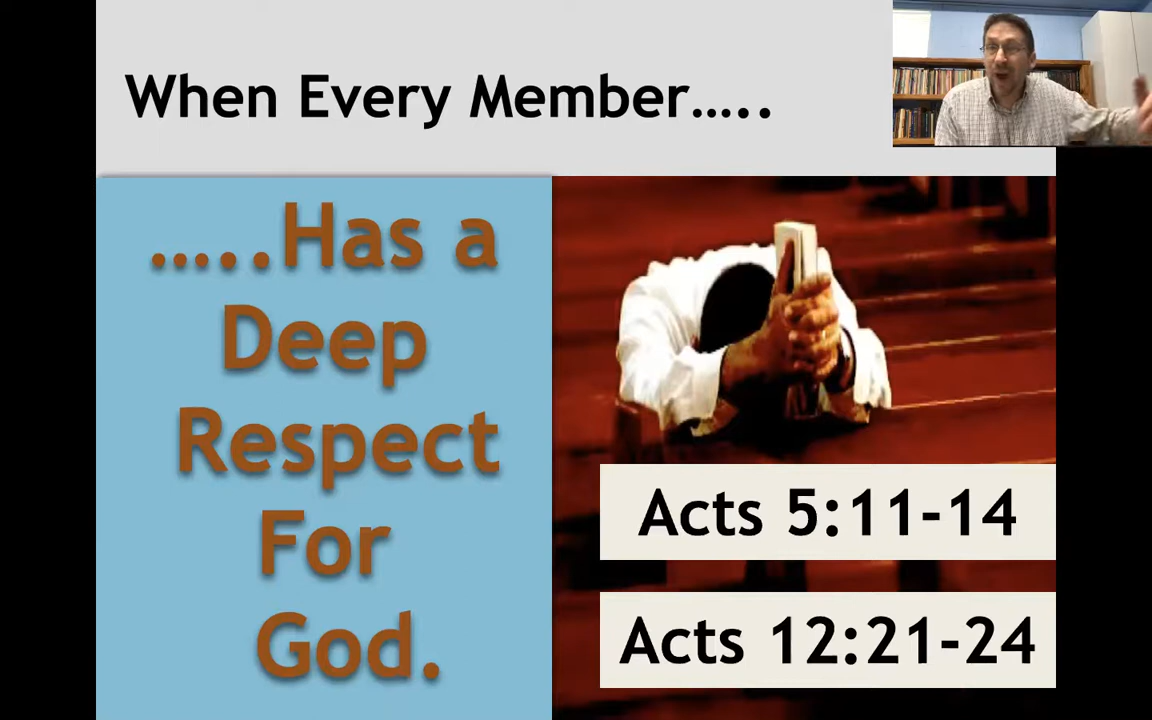 When Every Member.....
.....Has a
Deep
Respect
For
God.
Acts 5:11-14
Acts 12:21-24